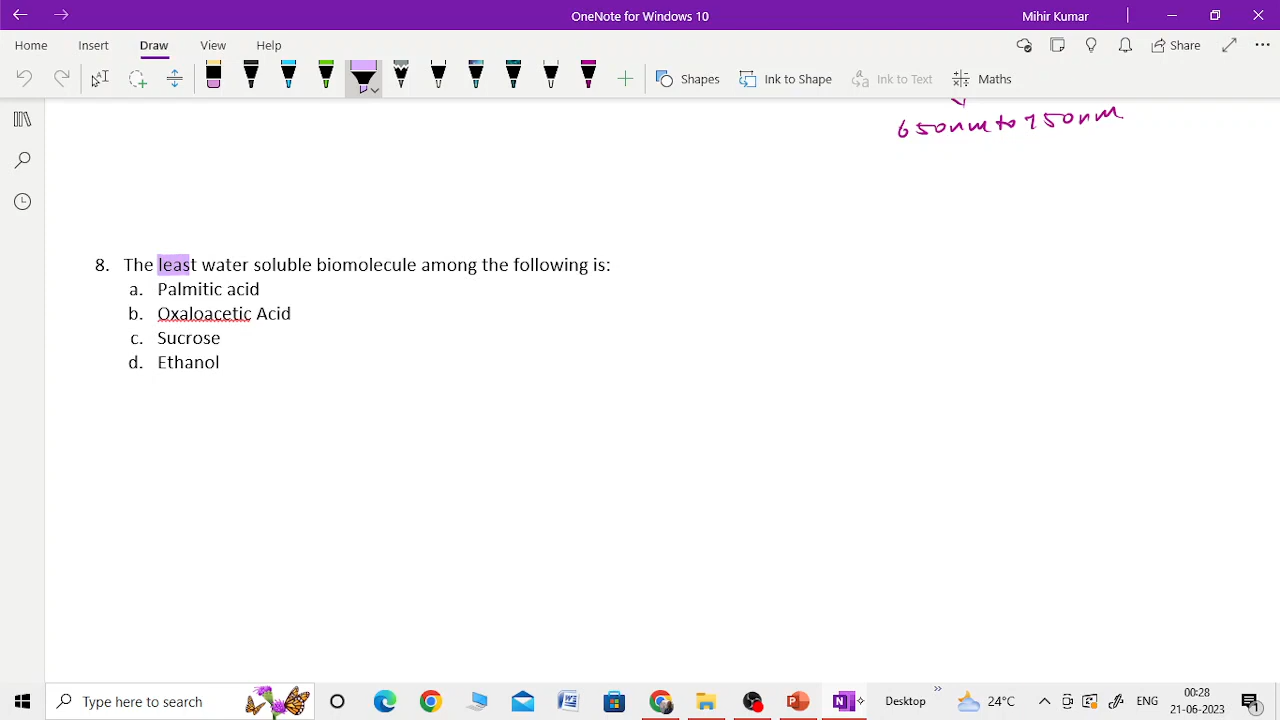 OneNote for Windows 10
Mihir Kumar
Home Insert Draw View Help
Share
Shapes Ink to Shape Ink to Text Maths
650nm to 750nm
8. The least water soluble biomolecule among the following is:
a. Palmitic acid
b. Oxaloacetic Acid
c. Sucrose
d. Ethanol
Type here to search
Desktop
24°C
ENG
00:28
21-06-2023
1